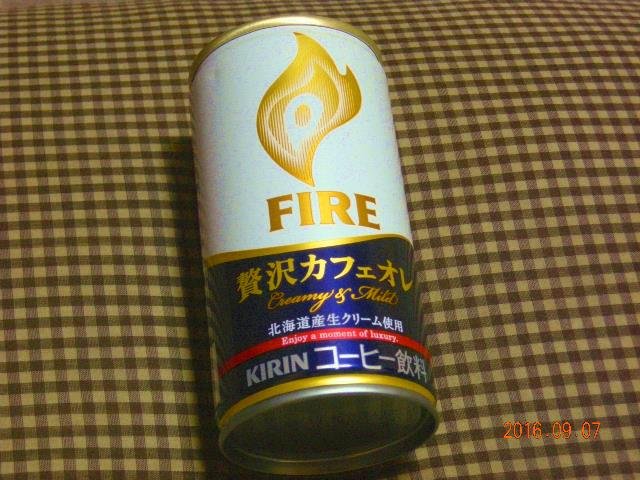 FIRE
贅沢カフェオレ
Creamy & Mild
北海道産生クリーム使用
Enjoy a moment of luxury.
KIRIN コーヒー飲料
2016.09.07